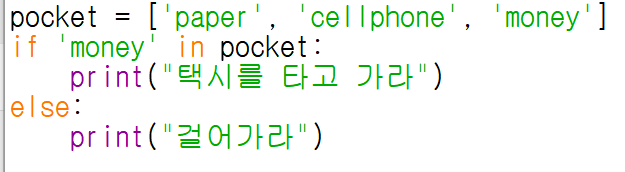 pocket = ['paper', 'cellphone', 'money']
if 'money' in pocket:
    print("택시를 타고 가라")
else:
    print("걸어가라")